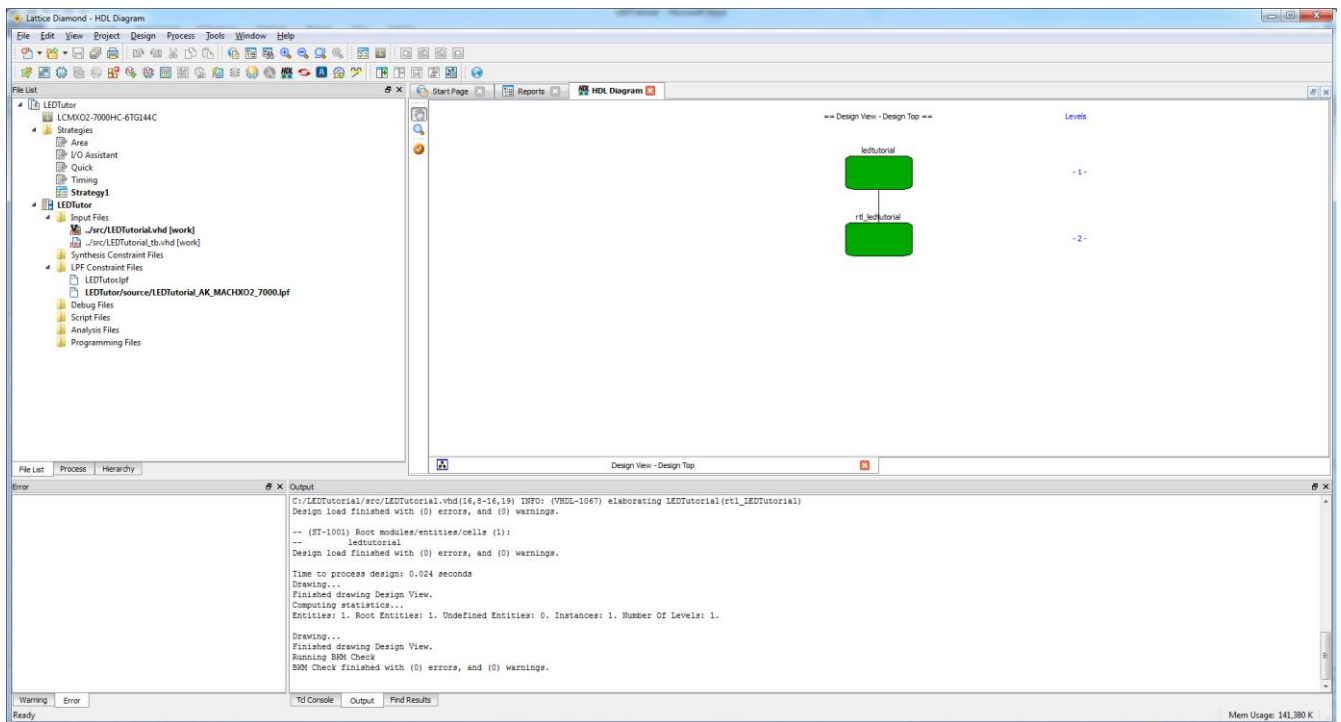 Lattice Diamond - HDL Diagram
File Edit View Project Design Process Tools Window Help
File List
Start Page Reports HDL Diagram
LEDTutor
LCMXO2-7000HC-6TG144C
Strategies
Area
I/O Assistant
Quick
Timing
Strategy1
LEDTutor
Input Files
../src/LEDTutorial.vhd [work]
../src/LEDTutorial_tb.vhd [work]
Synthesis Constraint Files
LPF Constraint Files
LEDTutor.lpf
LEDTutor/source/LEDTutorial_AK_MACHXO2_7000.lpf
Debug Files
Script Files
Analysis Files
Programming Files
File List Process Hierarchy
== Design View - Design Top == Levels
ledtutorial
- 1 -
rtl_ledtutorial
- 2 -
Design View - Design Top
Error
Output
C:/LEDTutorial/src/LEDTutorial.vhd(16,8-16,19) INFO: (VHDL-1067) elaborating LEDTutorial(rtl_LEDTutorial)
Design load finished with (0) errors, and (0) warnings.
-- (ST-1001) Root modules/entities/cells (1):
-- ledtutorial
Design load finished with (0) errors, and (0) warnings.
Time to process design: 0.024 seconds
Drawing...
Finished drawing Design View.
Computing statistics...
Entities: 1. Root Entities: 1. Undefined Entities: 0. Instances: 1. Number Of Levels: 1.
Drawing...
Finished drawing Design View.
Running BKM Check
BKM Check finished with (0) errors, and (0) warnings.
Warning Error
Tcl Console Output Find Results
Ready
Mem Usage: 141,380 K